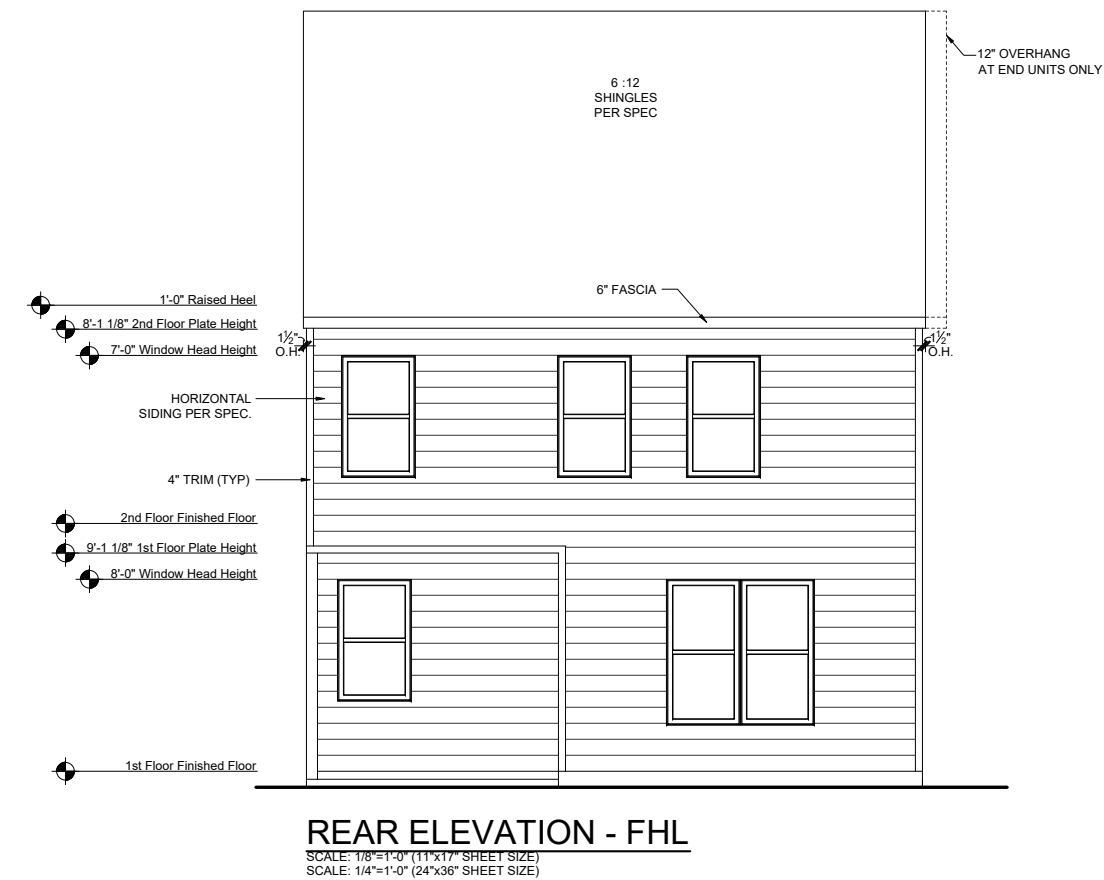 12" OVERHANG
AT END UNITS ONLY
6 :12
SHINGLES
PER SPEC
6" FASCIA
1'-0" Raised Heel
8'-1 1/8" 2nd Floor Plate Height
7'-0" Window Head Height
1½"
O.H.
1½"
O.H.
HORIZONTAL
SIDING PER SPEC.
4" TRIM (TYP)
2nd Floor Finished Floor
9'-1 1/8" 1st Floor Plate Height
8'-0" Window Head Height
1st Floor Finished Floor
REAR ELEVATION - FHL
SCALE: 1/8"=1'-0" (11"x17" SHEET SIZE)
SCALE: 1/4"=1'-0" (24"x36" SHEET SIZE)